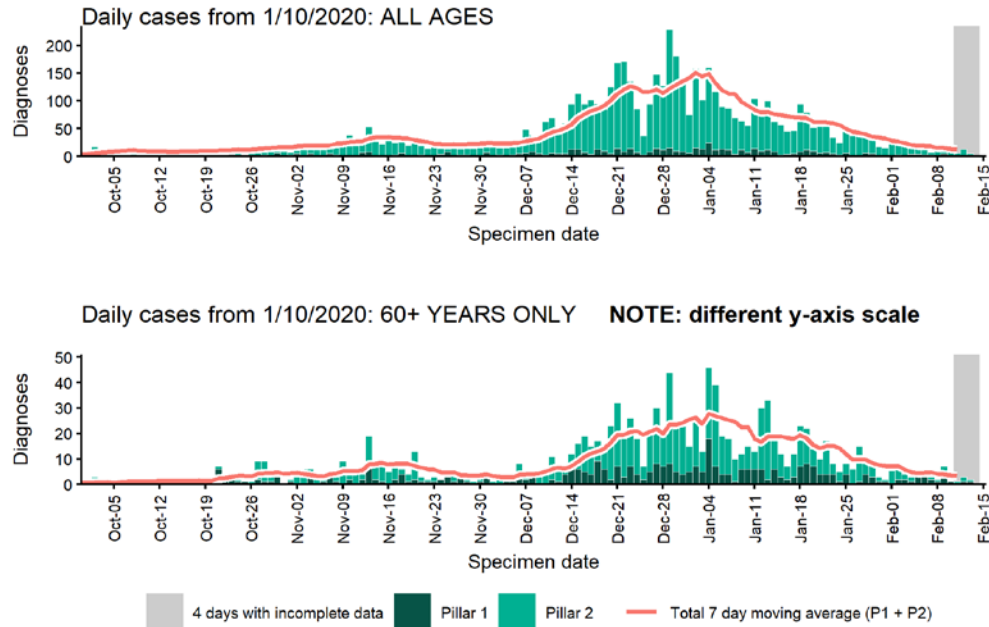 Daily cases from 1/10/2020: ALL AGES
Diagnoses
200
150
100
50
0
Oct-05 Oct-12 Oct-19 Oct-26 Nov-02 Nov-09 Nov-16 Nov-23 Nov-30 Dec-07 Dec-14 Dec-21 Dec-28 Jan-04 Jan-11 Jan-18 Jan-25 Feb-01 Feb-08 Feb-15
Specimen date
Daily cases from 1/10/2020: 60+ YEARS ONLY NOTE: different y-axis scale
Diagnoses
50
40
30
20
10
0
Oct-05 Oct-12 Oct-19 Oct-26 Nov-02 Nov-09 Nov-16 Nov-23 Nov-30 Dec-07 Dec-14 Dec-21 Dec-28 Jan-04 Jan-11 Jan-18 Jan-25 Feb-01 Feb-08 Feb-15
Specimen date
4 days with incomplete data Pillar 1 Pillar 2 Total 7 day moving average (P1 + P2)